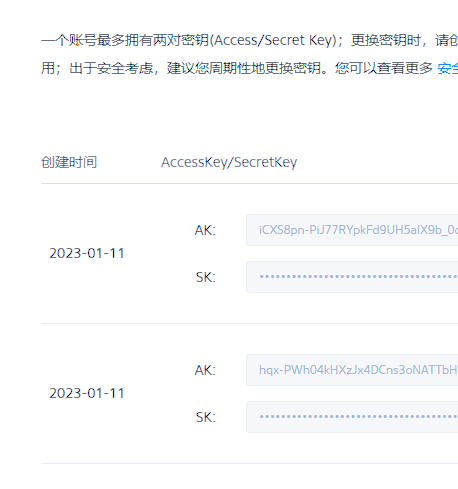 一个账号最多拥有两对密钥(Access/Secret Key)；更换密钥时，请创
用；出于安全考虑，建议您周期性地更换密钥。您可以查看更多 安全
创建时间 AccessKey/SecretKey
AK: iCXS8pn-PiJ77RYpkFd9UH5aIX9b_0
2023-01-11
SK: ••••••••••••••••••••••••••••••••••••••
AK: hqx-PWh04kHXzJx4DCns3oNATTbH
2023-01-11
SK: ••••••••••••••••••••••••••••••••••••••